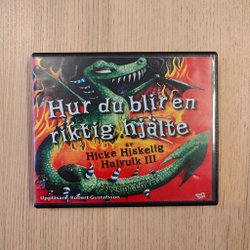 Hur du blir en
riktig hjälte
av
Hicke Hiskelig
Halvulk III
Uppläsare: Robert Gustafsson